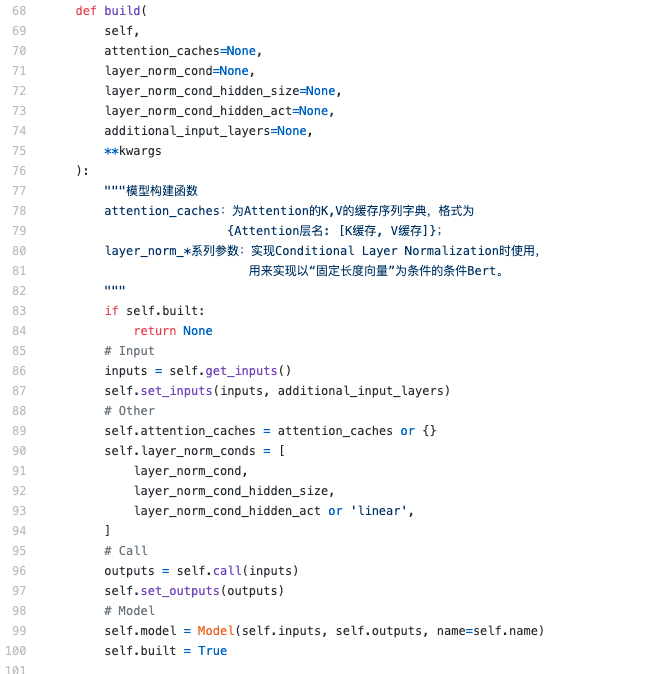 68 def build(
69 self,
70 attention_caches=None,
71 layer_norm_cond=None,
72 layer_norm_cond_hidden_size=None,
73 layer_norm_cond_hidden_act=None,
74 additional_input_layers=None,
75 **kwargs
76 ):
77 """模型构建函数
78 attention_caches：为Attention的K,V的缓存序列字典，格式为
79 {Attention层名: [K缓存, V缓存]}；
80 layer_norm_*系列参数：实现Conditional Layer Normalization时使用，
81 用来实现以“固定长度向量”为条件的条件Bert。
82 """
83 if self.built:
84 return None
85 # Input
86 inputs = self.get_inputs()
87 self.set_inputs(inputs, additional_input_layers)
88 # Other
89 self.attention_caches = attention_caches or {}
90 self.layer_norm_conds = [
91 layer_norm_cond,
92 layer_norm_cond_hidden_size,
93 layer_norm_cond_hidden_act or 'linear',
94 ]
95 # Call
96 outputs = self.call(inputs)
97 self.set_outputs(outputs)
98 # Model
99 self.model = Model(self.inputs, self.outputs, name=self.name)
100 self.built = True
101